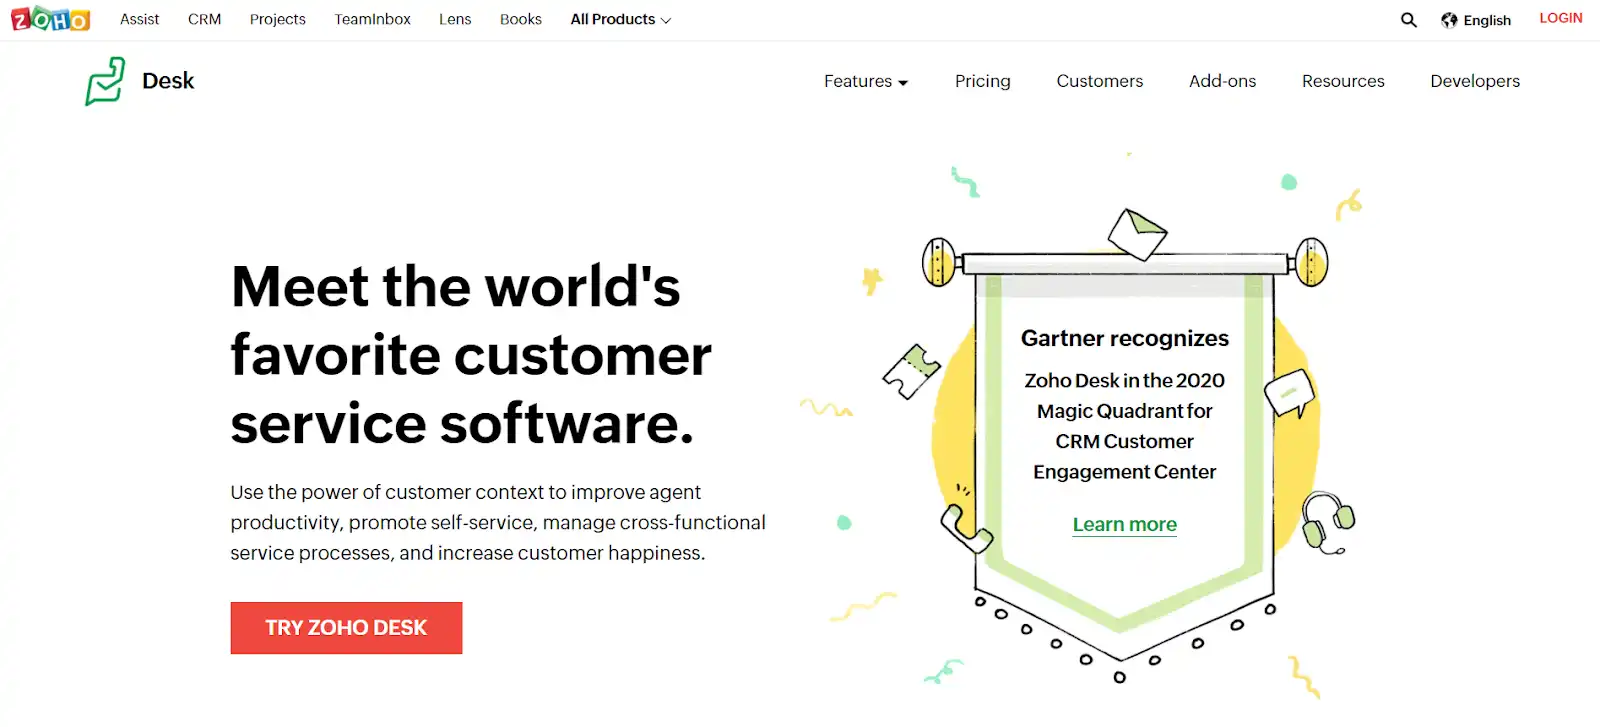 ZOHO Assist CRM Projects TeamInbox Lens Books All Products English LOGIN
Desk Features Pricing Customers Add-ons Resources Developers
Meet the world's
favorite customer
service software.
Use the power of customer context to improve agent
productivity, promote self-service, manage cross-functional
service processes, and increase customer happiness.
TRY ZOHO DESK
Gartner recognizes
Zoho Desk in the 2020
Magic Quadrant for
CRM Customer
Engagement Center
Learn more